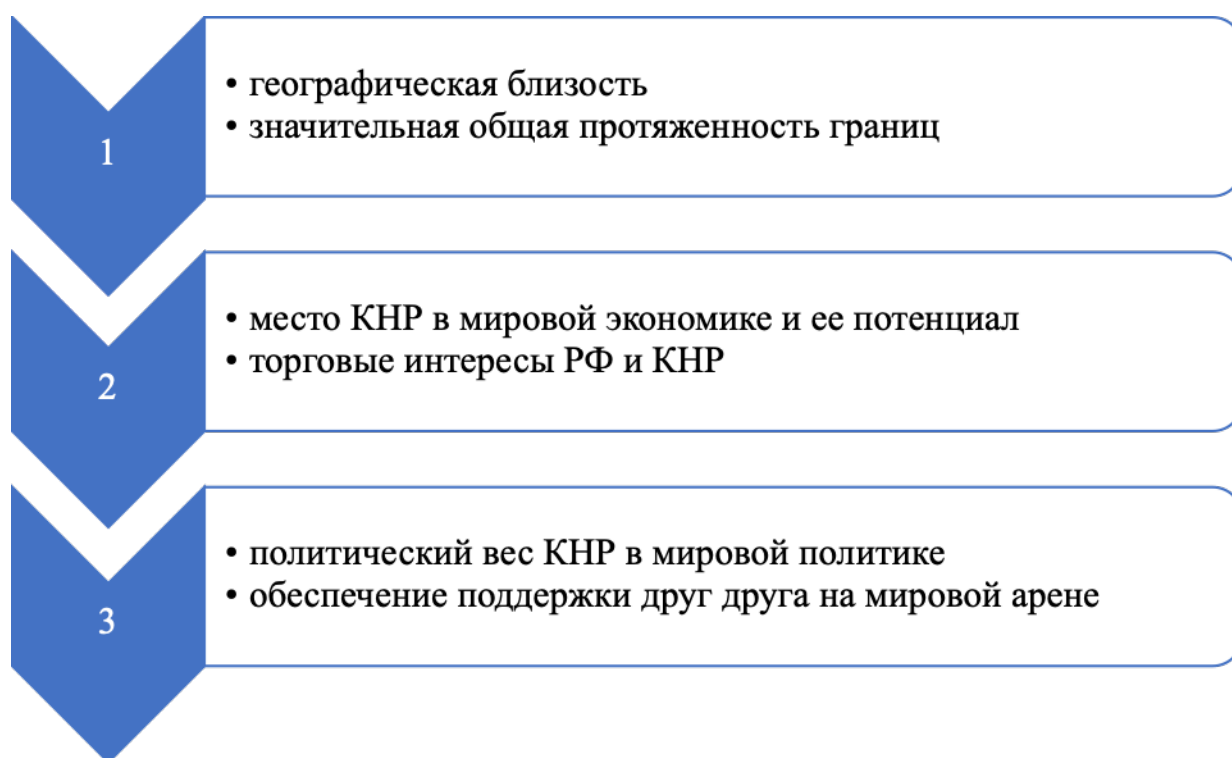 1
• географическая близость
• значительная общая протяженность границ
2
• место КНР в мировой экономике и ее потенциал
• торговые интересы РФ и КНР
3
• политический вес КНР в мировой политике
• обеспечение поддержки друг друга на мировой арене